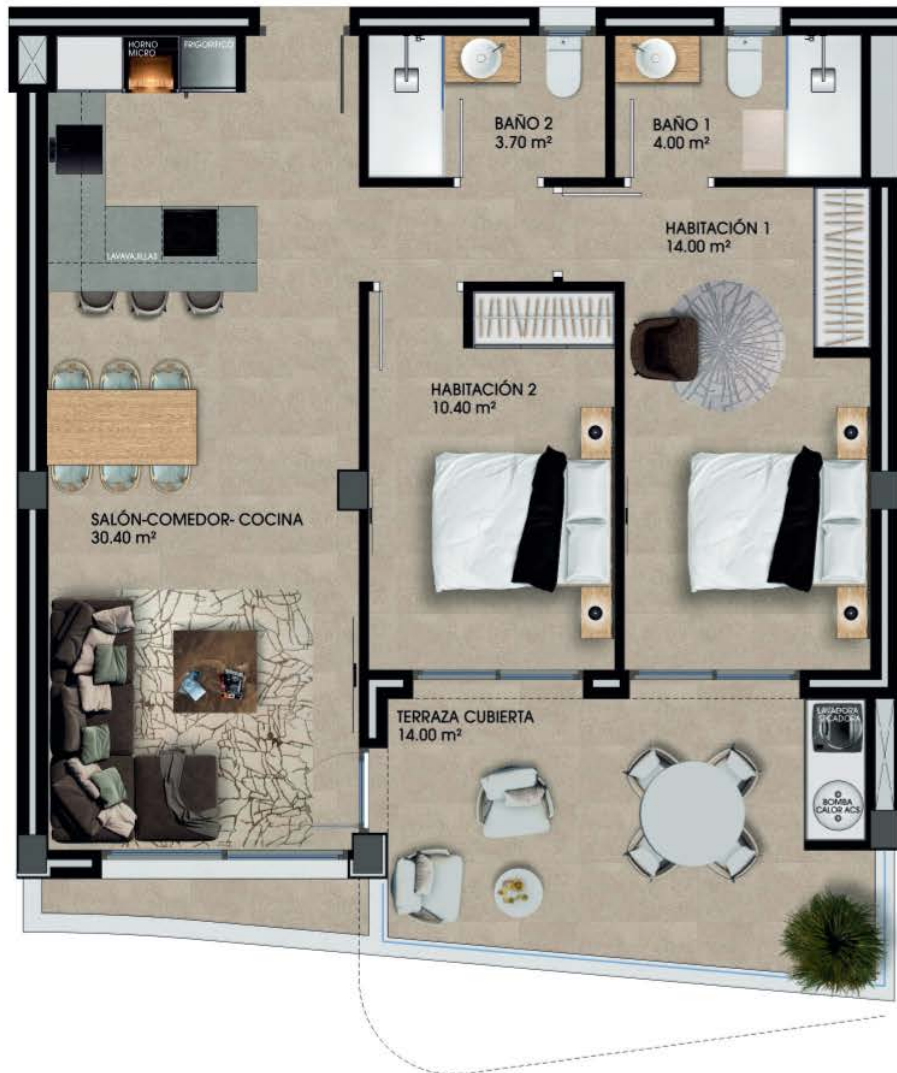 HORNO
MICRO
FRIGORÍFICO
BAÑO 2
3.70 m²
BAÑO 1
4.00 m²
HABITACIÓN 1
14.00 m²
LAVAVAJILLAS
HABITACIÓN 2
10.40 m²
SALÓN-COMEDOR- COCINA
30.40 m²
TERRAZA CUBIERTA
14.00 m²
LAVADORA
SECADORA
BOMBA
CALOR ACS